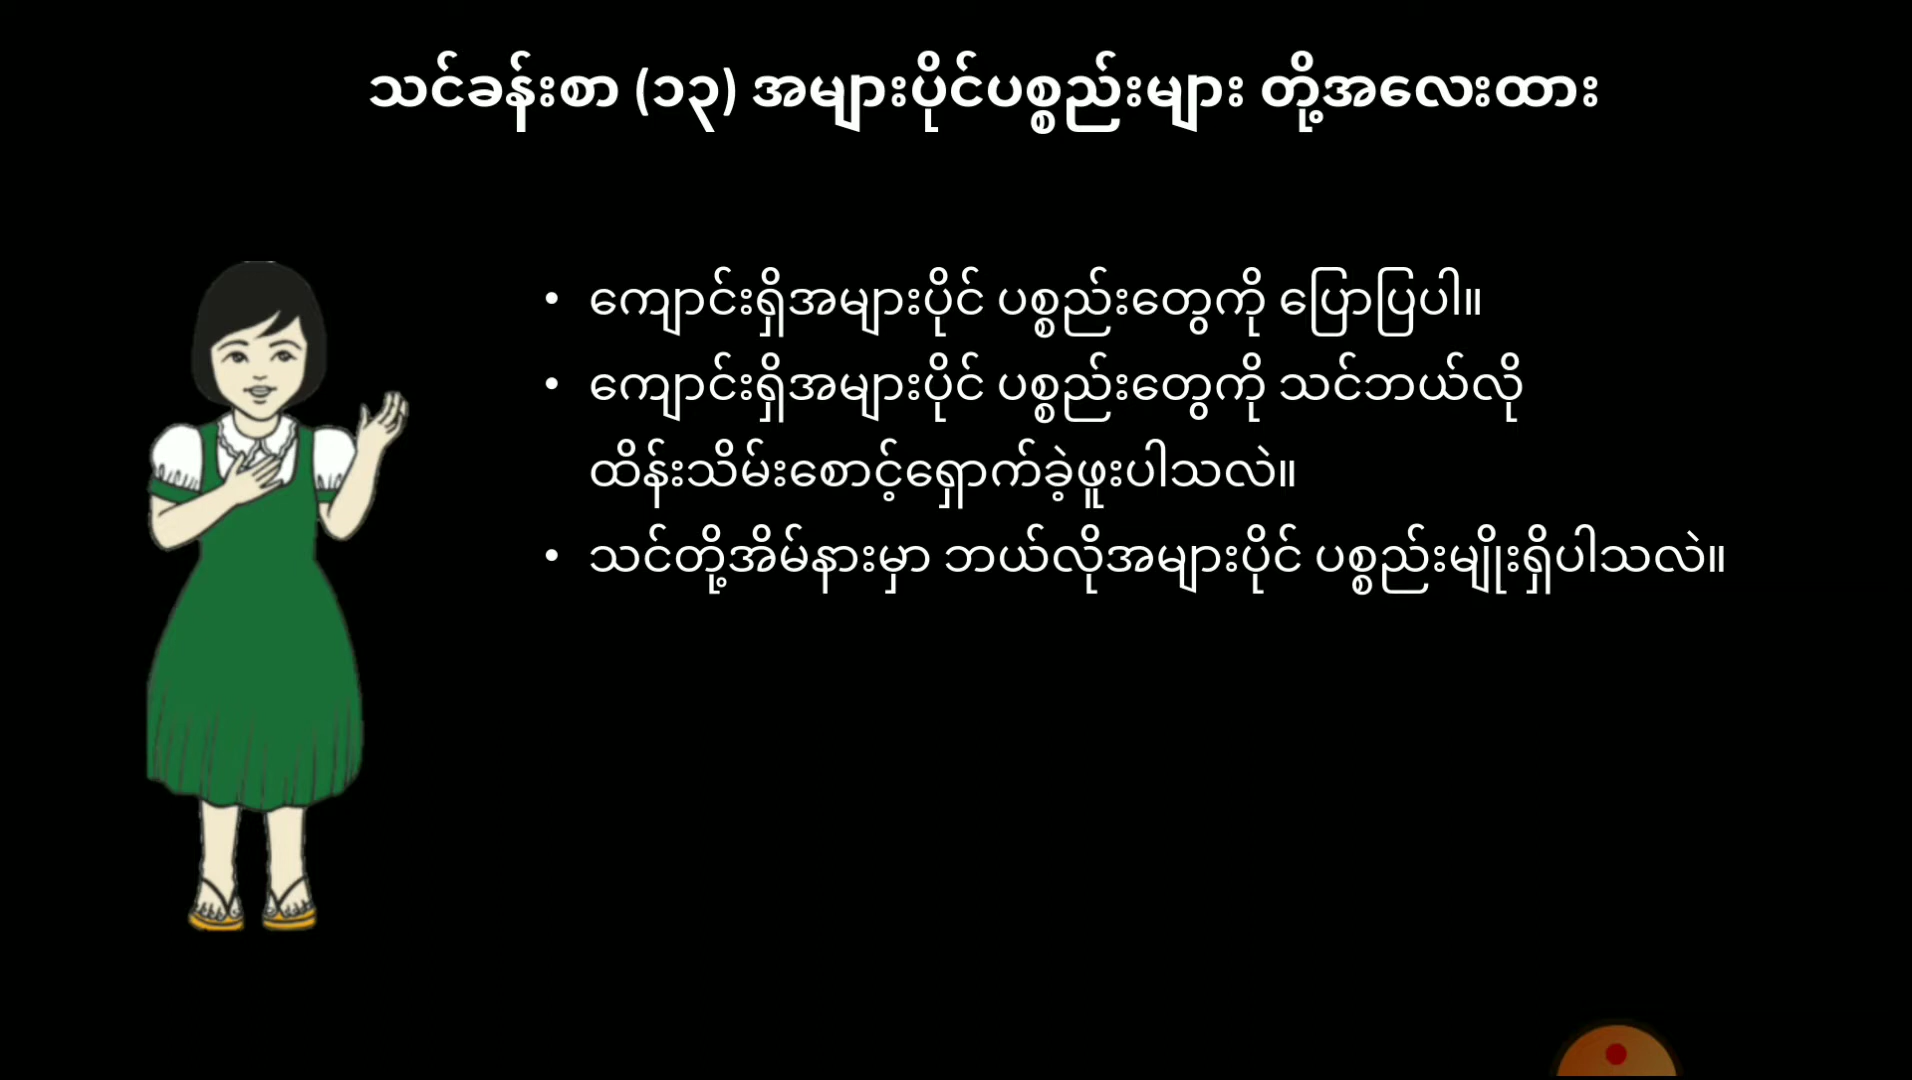 သင်ခန်းစာ (၁၃) အများပိုင်ပစ္စည်းများ တို့အလေးထား
• ကျောင်းရှိအများပိုင် ပစ္စည်းတွေကို ပြောပြပါ။
• ကျောင်းရှိအများပိုင် ပစ္စည်းတွေကို သင်ဘယ်လို
ထိန်းသိမ်းစောင့်ရှောက်ခဲ့ဖူးပါသလဲ။
• သင်တို့အိမ်နားမှာ ဘယ်လိုအများပိုင် ပစ္စည်းမျိုးရှိပါသလဲ။